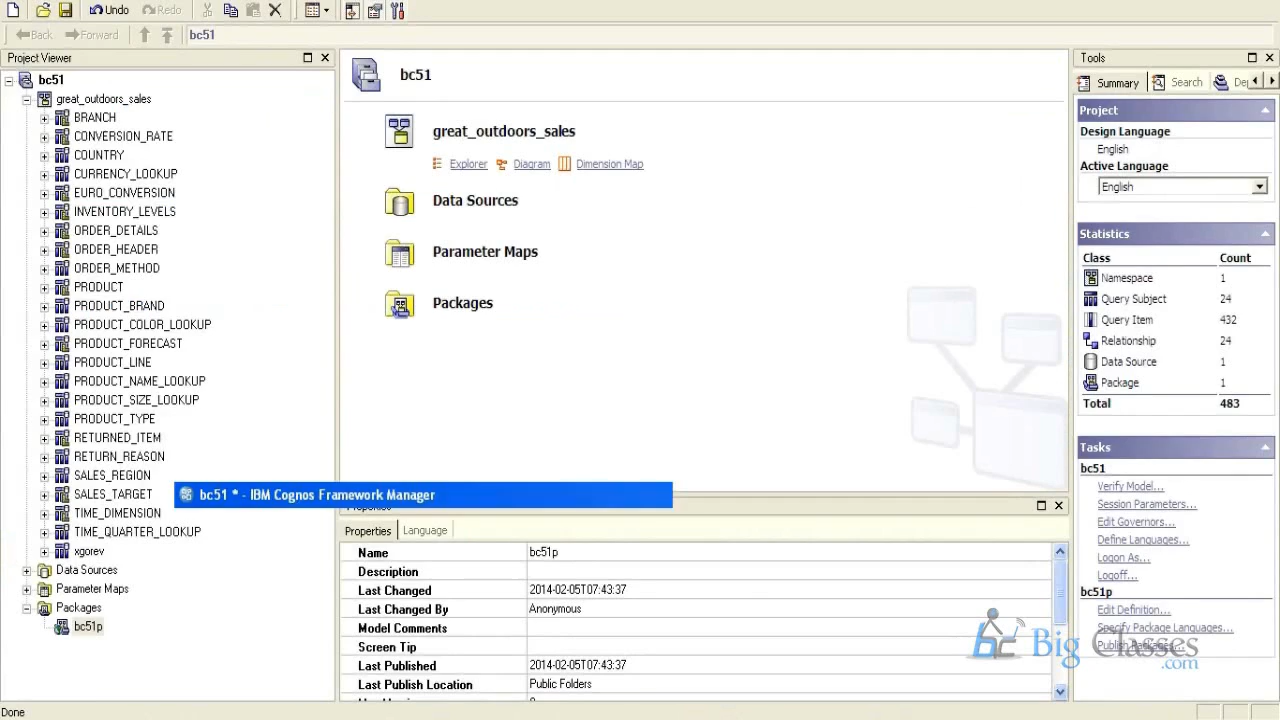 Undo Redo
Back Forward bc51
Project Viewer
bc51
great_outdoors_sales
BRANCH
CONVERSION_RATE
COUNTRY
CURRENCY_LOOKUP
EURO_CONVERSION
INVENTORY_LEVELS
ORDER_DETAILS
ORDER_HEADER
ORDER_METHOD
PRODUCT
PRODUCT_BRAND
PRODUCT_COLOR_LOOKUP
PRODUCT_FORECAST
PRODUCT_LINE
PRODUCT_NAME_LOOKUP
PRODUCT_SIZE_LOOKUP
PRODUCT_TYPE
RETURNED_ITEM
RETURN_REASON
SALES_REGION
SALES_TARGET
TIME_DIMENSION
TIME_QUARTER_LOOKUP
xgorev
Data Sources
Parameter Maps
Packages
bc51p
bc51
great_outdoors_sales
Explorer Diagram Dimension Map
Data Sources
Parameter Maps
Packages
bc51 * - IBM Cognos Framework Manager
Properties
Properties Language
Name bc51p
Description
Last Changed 2014-02-05T07:43:37
Last Changed By Anonymous
Model Comments
Screen Tip
Last Published 2014-02-05T07:43:37
Last Publish Location Public Folders
Tools
Summary Search
Project
Design Language
English
Active Language
English
Statistics
Class Count
Namespace 1
Query Subject 24
Query Item 432
Relationship 24
Data Source 1
Package 1
Total 483
Tasks
bc51
Verify Model...
Session Parameters...
Edit Governors...
Define Languages...
Logon As...
Logoff...
bc51p
Edit Definition...
Specify Package Languages...
Publish Packages...
bc Big Classes
.com
Done